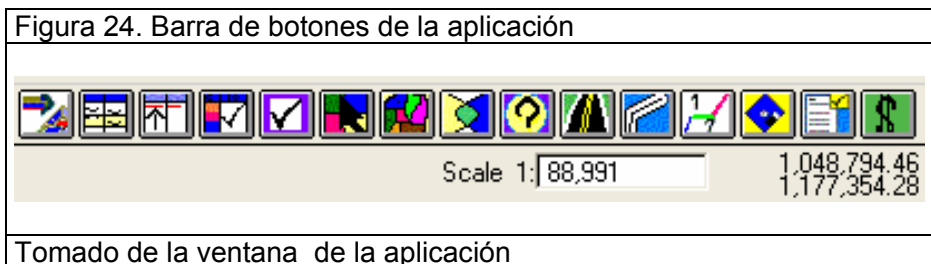 Figura 24. Barra de botones de la aplicación
Scale 1: 88,991
1,048,794.46
1,177,354.28
Tomado de la ventana de la aplicación